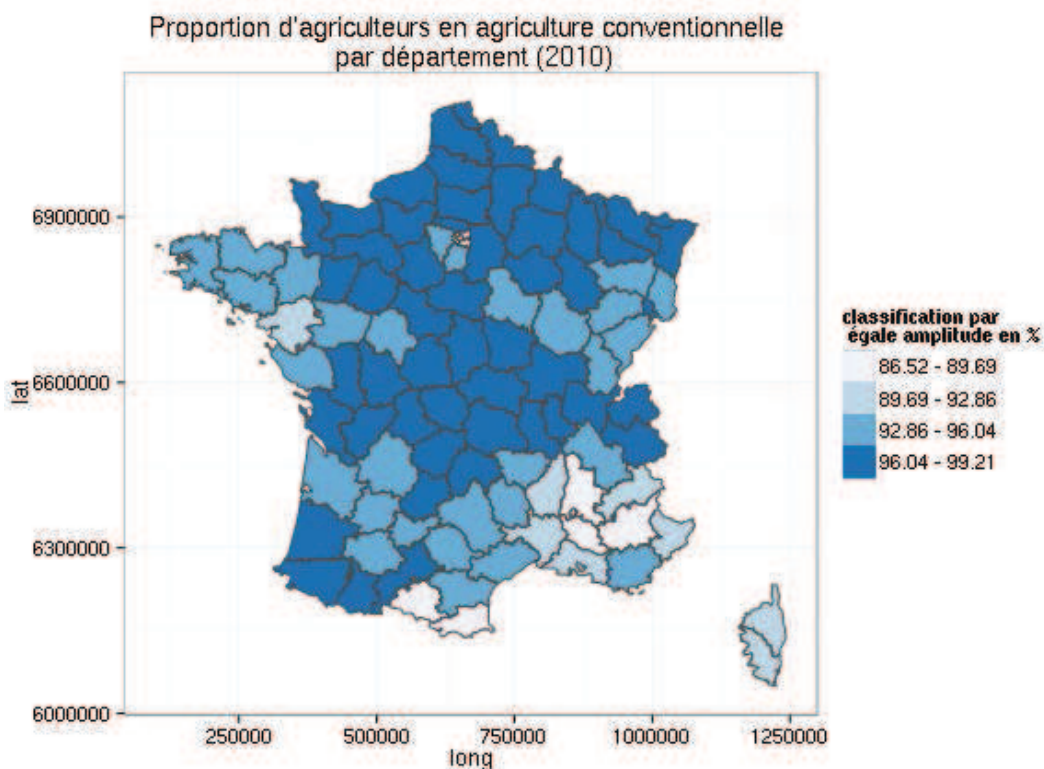 Proportion d'agriculteurs en agriculture conventionnelle
par département (2010)
lat
69000000
6600000
6300000
6000000
250000
500000
750000
1000000
1250000
long
classification par
égale amplitude en %
86.52 - 89.69
89.69 - 92.86
92.86 - 96.04
96.04 - 99.21